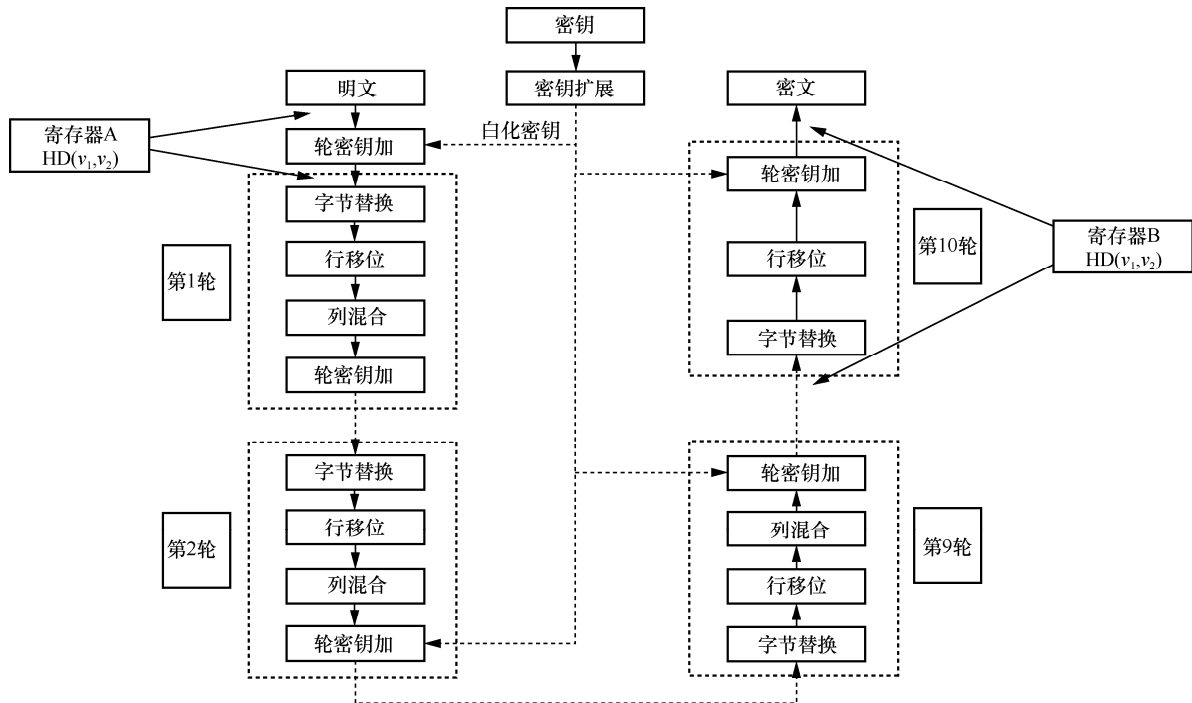 密钥
密钥扩展
明文
密文
寄存器A
HD(v₁,v₂)
白化密钥
轮密钥加
字节替换
行移位
列混合
轮密钥加
第1轮
字节替换
行移位
列混合
轮密钥加
第2轮
轮密钥加
行移位
字节替换
第10轮
寄存器B
HD(v₁,v₂)
轮密钥加
列混合
行移位
字节替换
第9轮